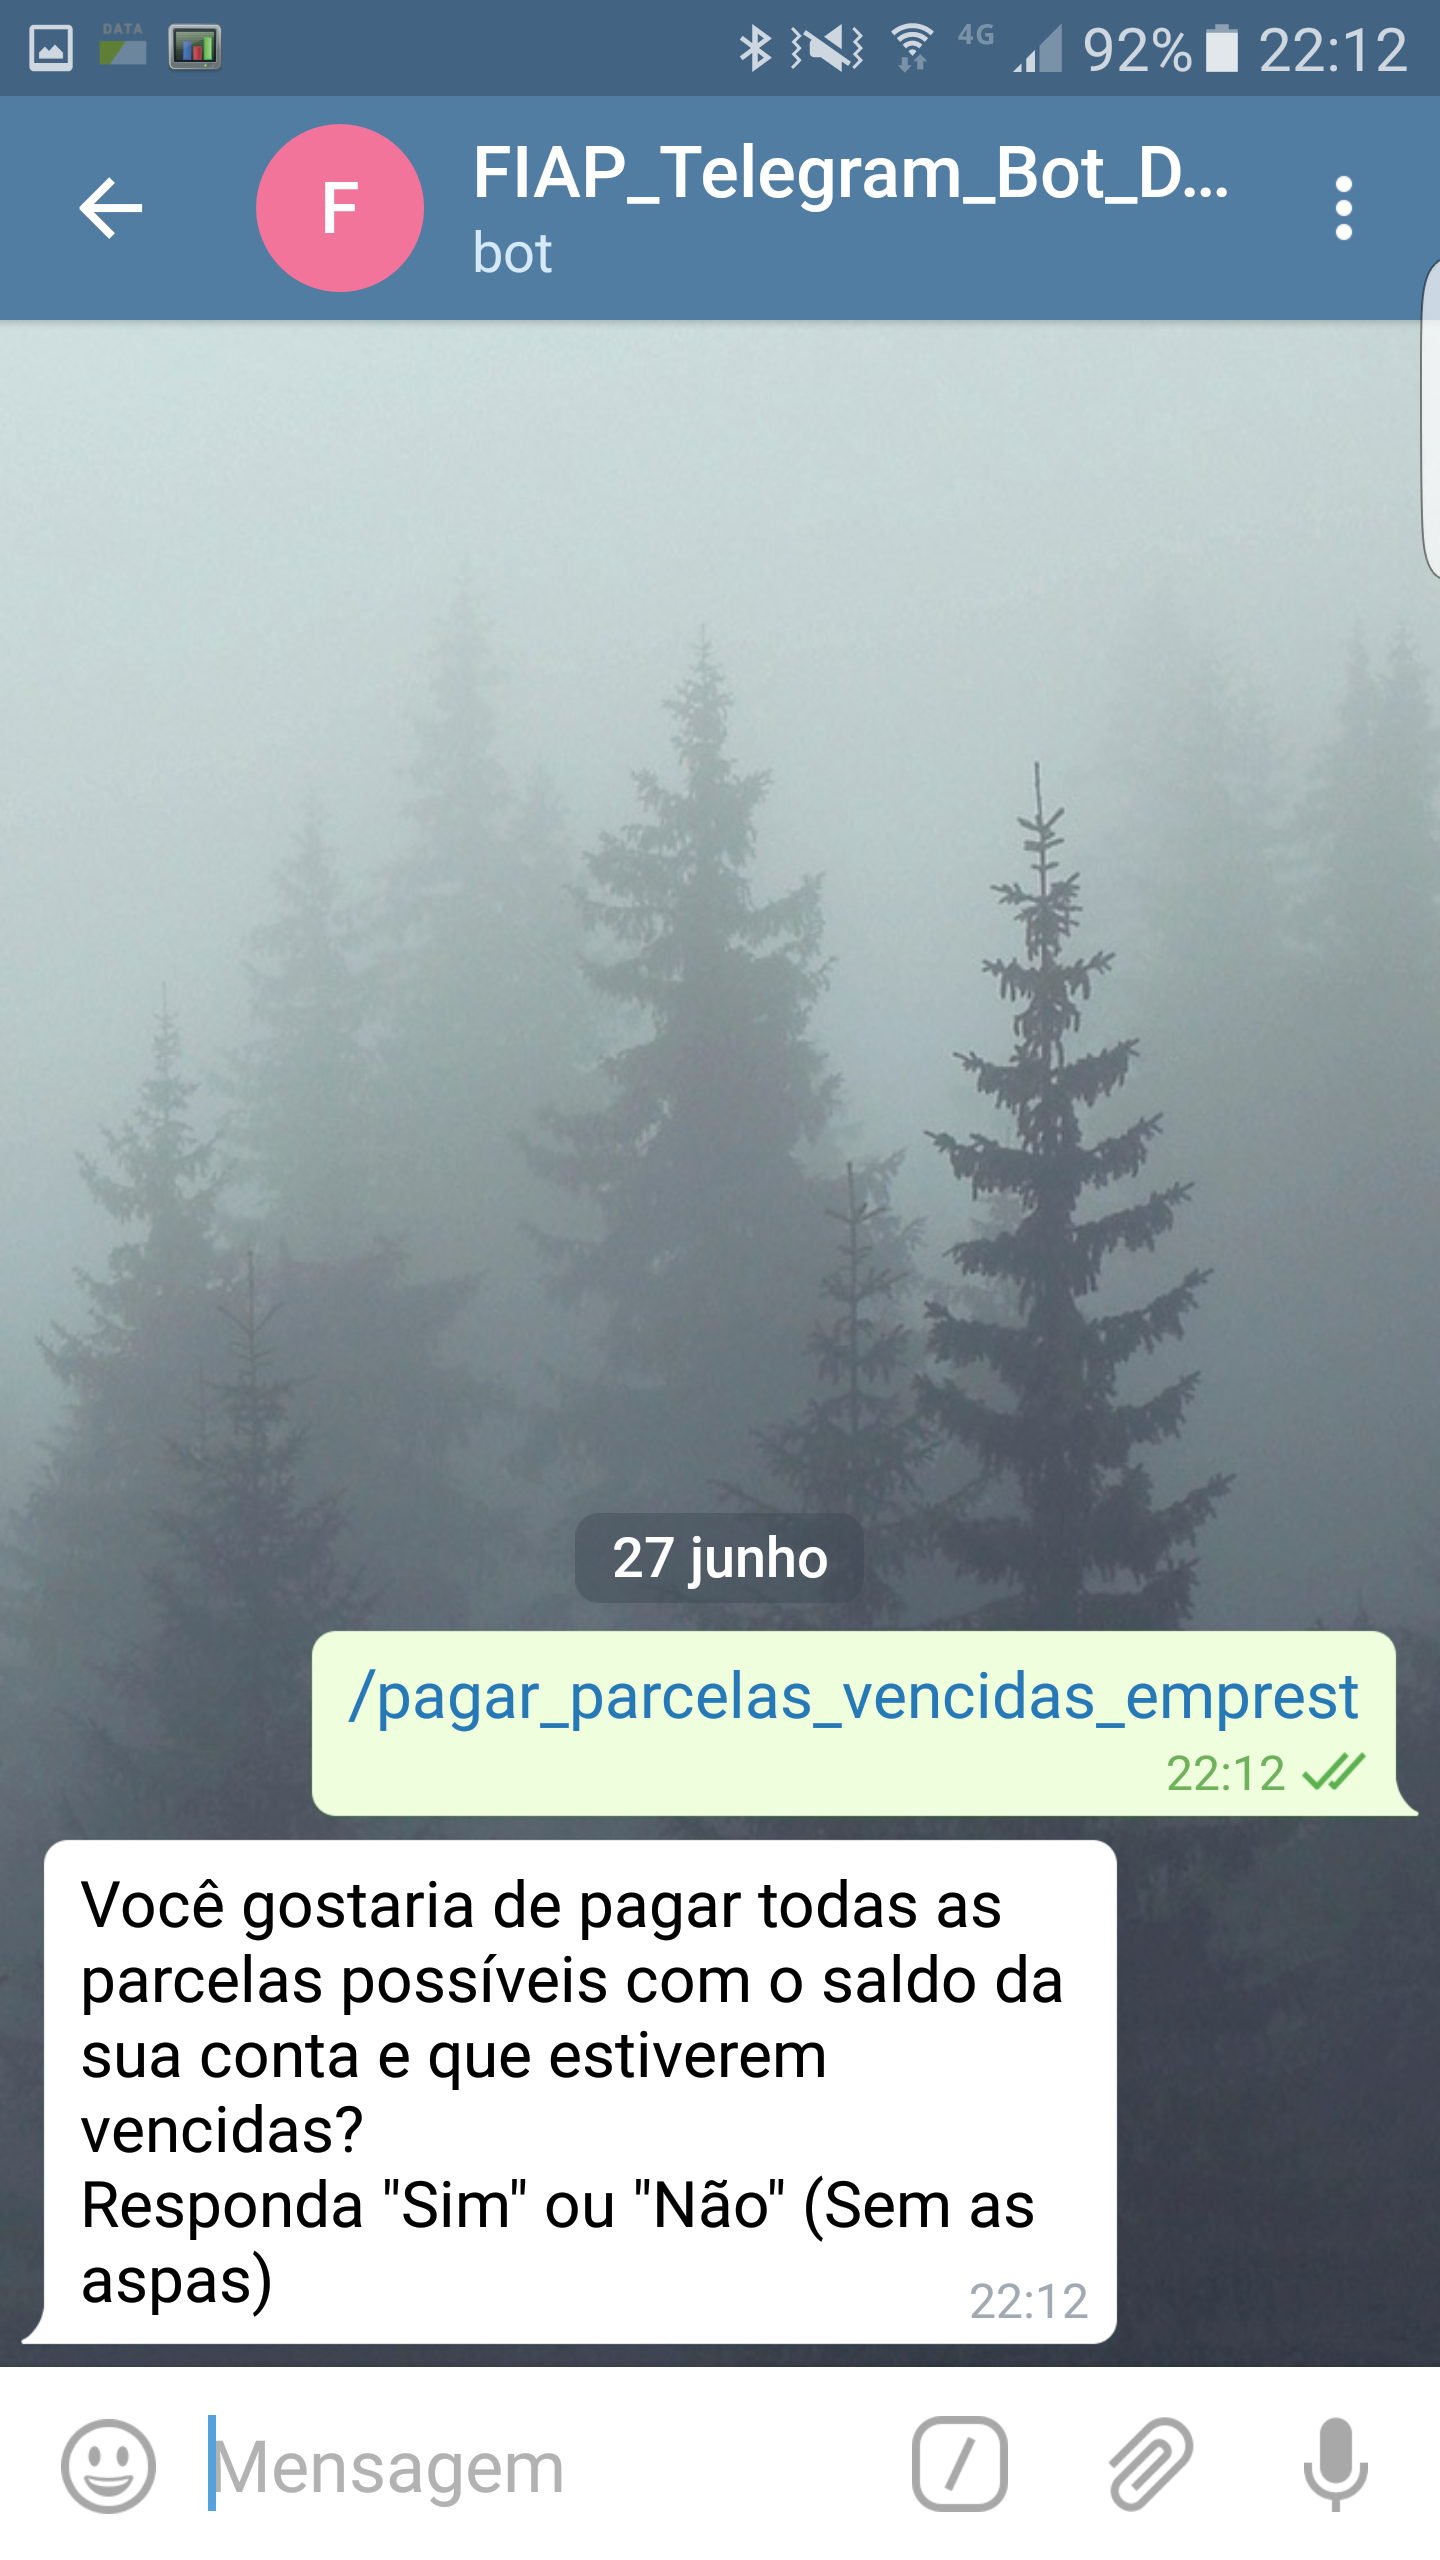 DATA
4G
92%
22:12
F
FIAP_Telegram_Bot_D...
bot
27 junho
/pagar_parcelas_vencidas_emprest
22:12
Você gostaria de pagar todas as
parcelas possíveis com o saldo da
sua conta e que estiverem
vencidas?
Responda "Sim" ou "Não" (Sem as
aspas)
22:12
Mensagem